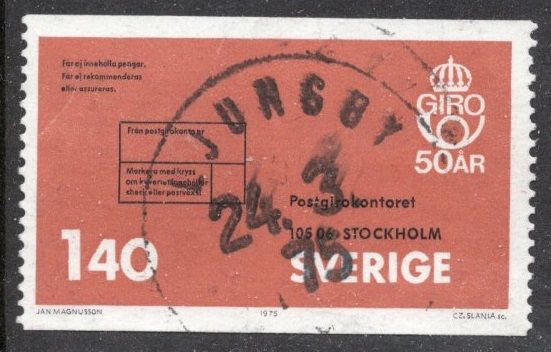 Får ej innehålla pengar.
Får ej rekommenderas
eller assureras.
GIRO
50 ÅR
JUNGBY
Från postgirokonto nr
Markera med kryss
om kuvertet innehåller
check eller postväxel
24. 3
75
Postgirokontoret
105 06 STOCKHOLM
140
SVERIGE
JAN MAGNUSSON
1975
CZ. SLANIA sc.